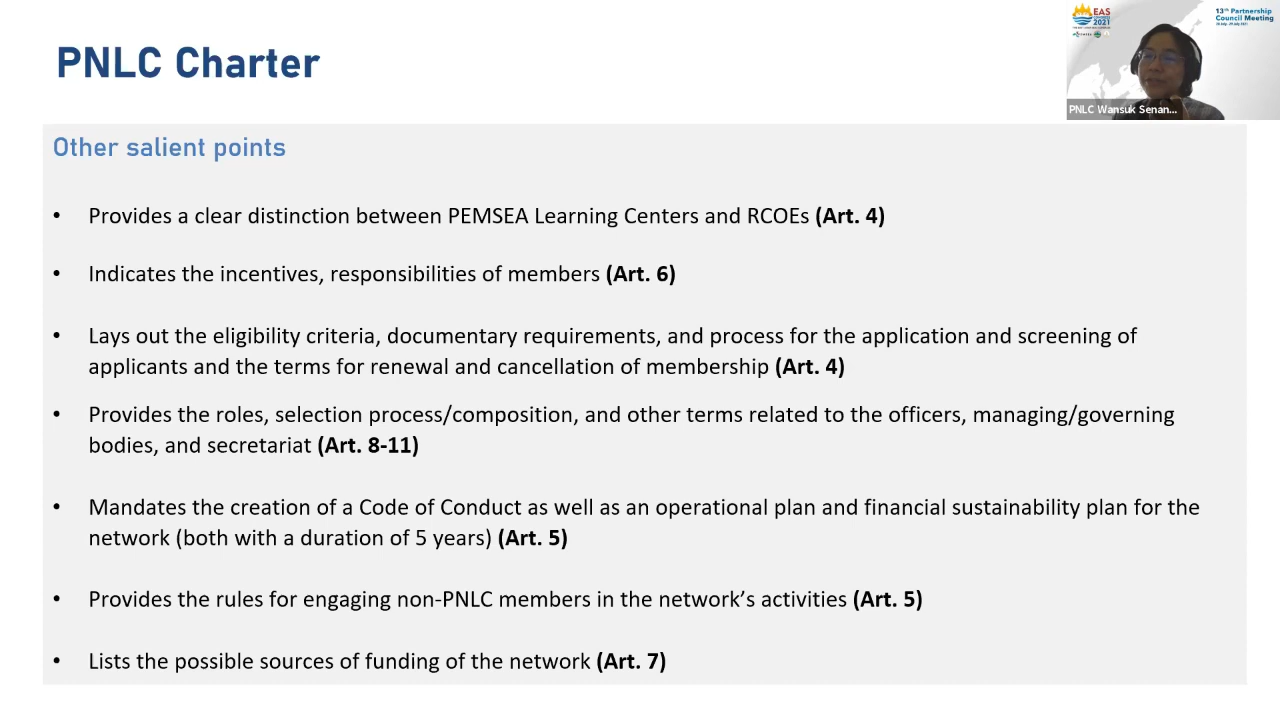 PNLC Charter
EAS
CONGRESS
2021
13th Partnership
Council Meeting
PNLC Wansuk Senan...
Other salient points
• Provides a clear distinction between PEMSEA Learning Centers and RCOEs (Art. 4)
• Indicates the incentives, responsibilities of members (Art. 6)
• Lays out the eligibility criteria, documentary requirements, and process for the application and screening of
applicants and the terms for renewal and cancellation of membership (Art. 4)
• Provides the roles, selection process/composition, and other terms related to the officers, managing/governing
bodies, and secretariat (Art. 8-11)
• Mandates the creation of a Code of Conduct as well as an operational plan and financial sustainability plan for the
network (both with a duration of 5 years) (Art. 5)
• Provides the rules for engaging non-PNLC members in the network’s activities (Art. 5)
• Lists the possible sources of funding of the network (Art. 7)